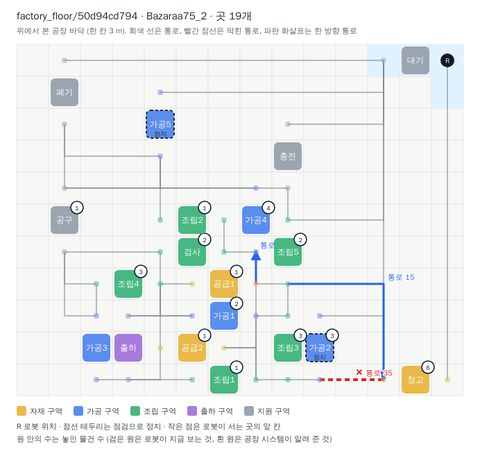 factory_floor/50d94cd794 · Bazaraa75_2 · 곳 19개
위에서 본 공장 바닥 (한 칸 3 m). 회색 선은 통로, 빨간 점선은 막힌 통로, 파란 화살표는 한 방향 통로
대기 R
폐기
가공5
정지
충전
공구 1 조립2 1 가공4 4
검사 2 통로 조립5 2
조립4 3 공급1 1 통로 15
가공1 2
가공3 출하 공급2 1 조립3 3 가공2 3
정지
조립1 1 × 통로 35 창고 6
자재 구역 가공 구역 조립 구역 출하 구역 지원 구역
R 로봇 위치 · 점선 테두리는 점검으로 정지 · 작은 점은 로봇이 서는 곳의 앞 칸
원 안의 수는 놓인 물건 수 (검은 원은 로봇이 지금 보는 것, 흰 원은 공장 시스템이 알려 준 것)